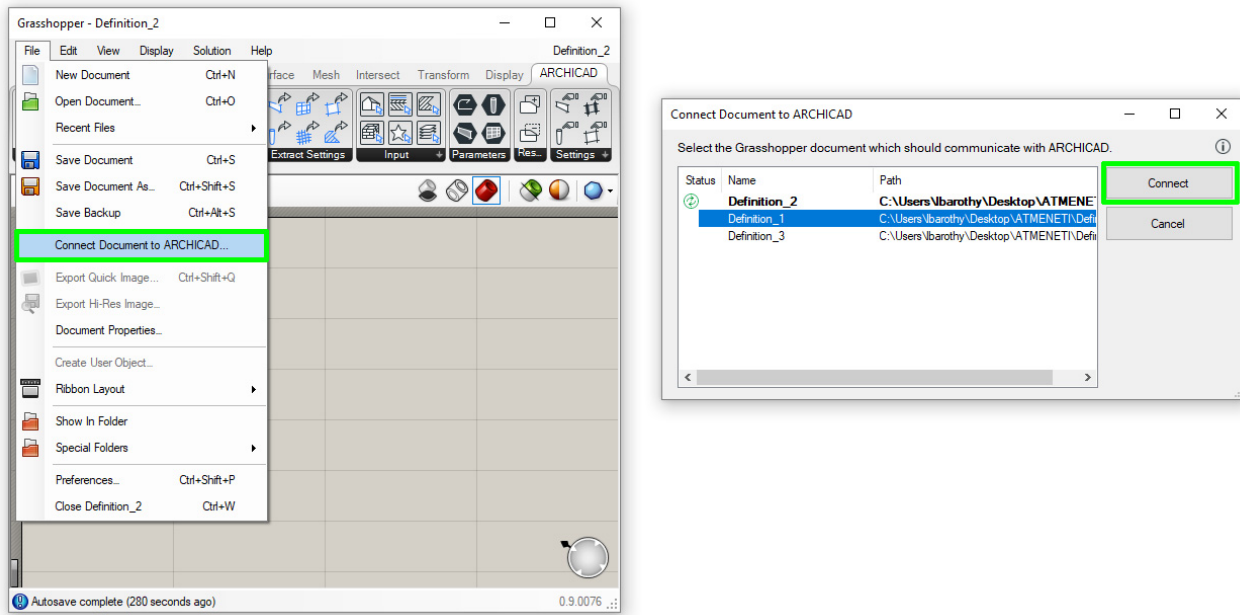 Grasshopper - Definition_2
File Edit View Display Solution Help Definition_2
rface Mesh Intersect Transform Display ARCHICAD
New Document Ctrl+N
Open Document... Ctrl+O
Recent Files
Save Document Ctrl+S
Save Document As... Ctrl+Shift+S
Save Backup Ctrl+Alt+S
Connect Document to ARCHICAD...
Export Quick Image... Ctrl+Shift+Q
Export Hi-Res Image...
Document Properties...
Create User Object...
Ribbon Layout
Show In Folder
Special Folders
Preferences... Ctrl+Shift+P
Close Definition_2 Ctrl+W
Extract Settings Input Parameters Res... Settings
Autosave complete (280 seconds ago) 0.9.0076
Connect Document to ARCHICAD
Select the Grasshopper document which should communicate with ARCHICAD.
Status Name Path
Definition_2 C:\Users\lbarothy\Desktop\ATMENE
Definition_1 C:\Users\lbarothy\Desktop\ATMENETI\Defi
Definition_3 C:\Users\lbarothy\Desktop\ATMENETI\Defi
Connect
Cancel